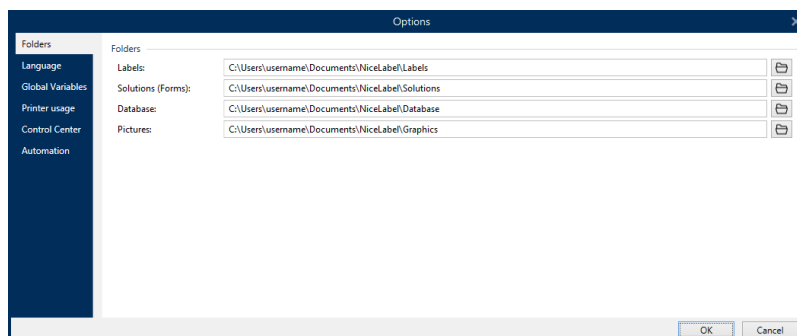 Options
Folders
Language
Global Variables
Printer usage
Control Center
Automation
Folders
Labels: C:\Users\username\Documents\NiceLabel\Labels
Solutions (Forms): C:\Users\username\Documents\NiceLabel\Solutions
Database: C:\Users\username\Documents\NiceLabel\Database
Pictures: C:\Users\username\Documents\NiceLabel\Graphics
OK Cancel